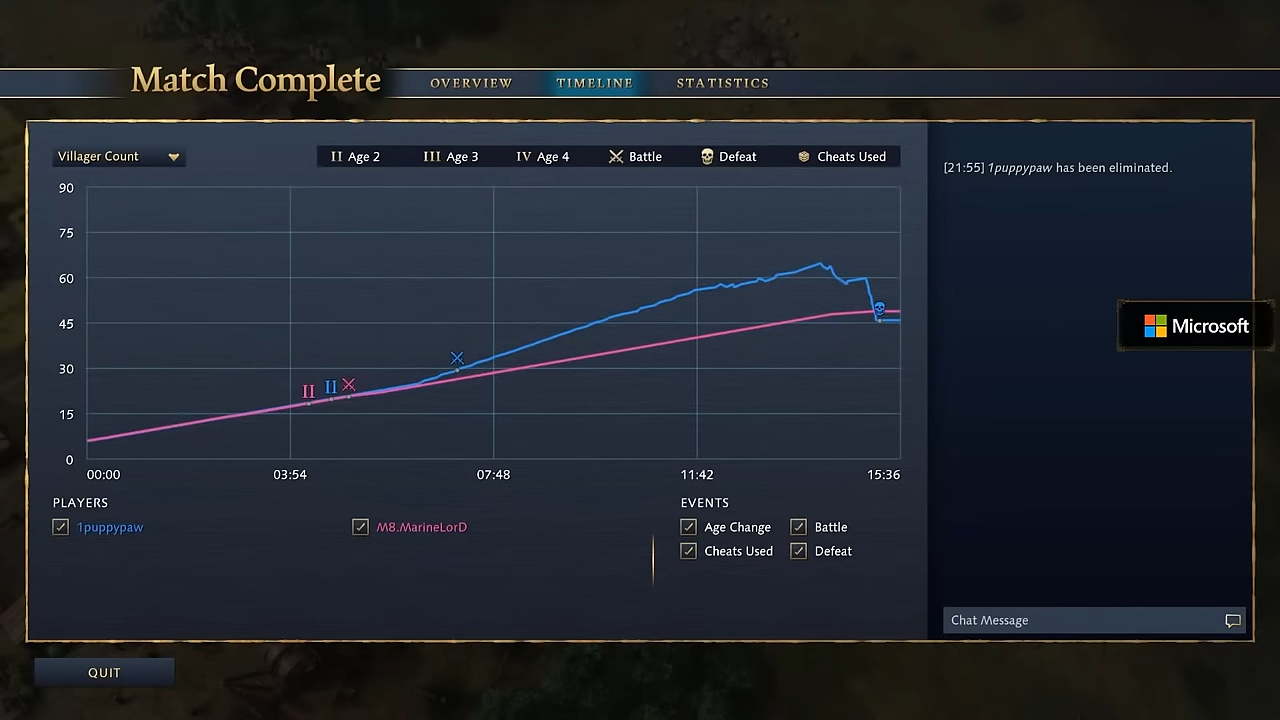 Match Complete
OVERVIEW
TIMELINE
STATISTICS
Villager Count
II Age 2
III Age 3
IV Age 4
Battle
Defeat
Cheats Used
[21:55] 1puppypaw has been eliminated.
90
75
60
45
30
15
0
II
II
00:00
03:54
07:48
11:42
15:36
Microsoft
PLAYERS
1puppypaw
M8.MarineLorD
EVENTS
Age Change
Battle
Cheats Used
Defeat
Chat Message
QUIT